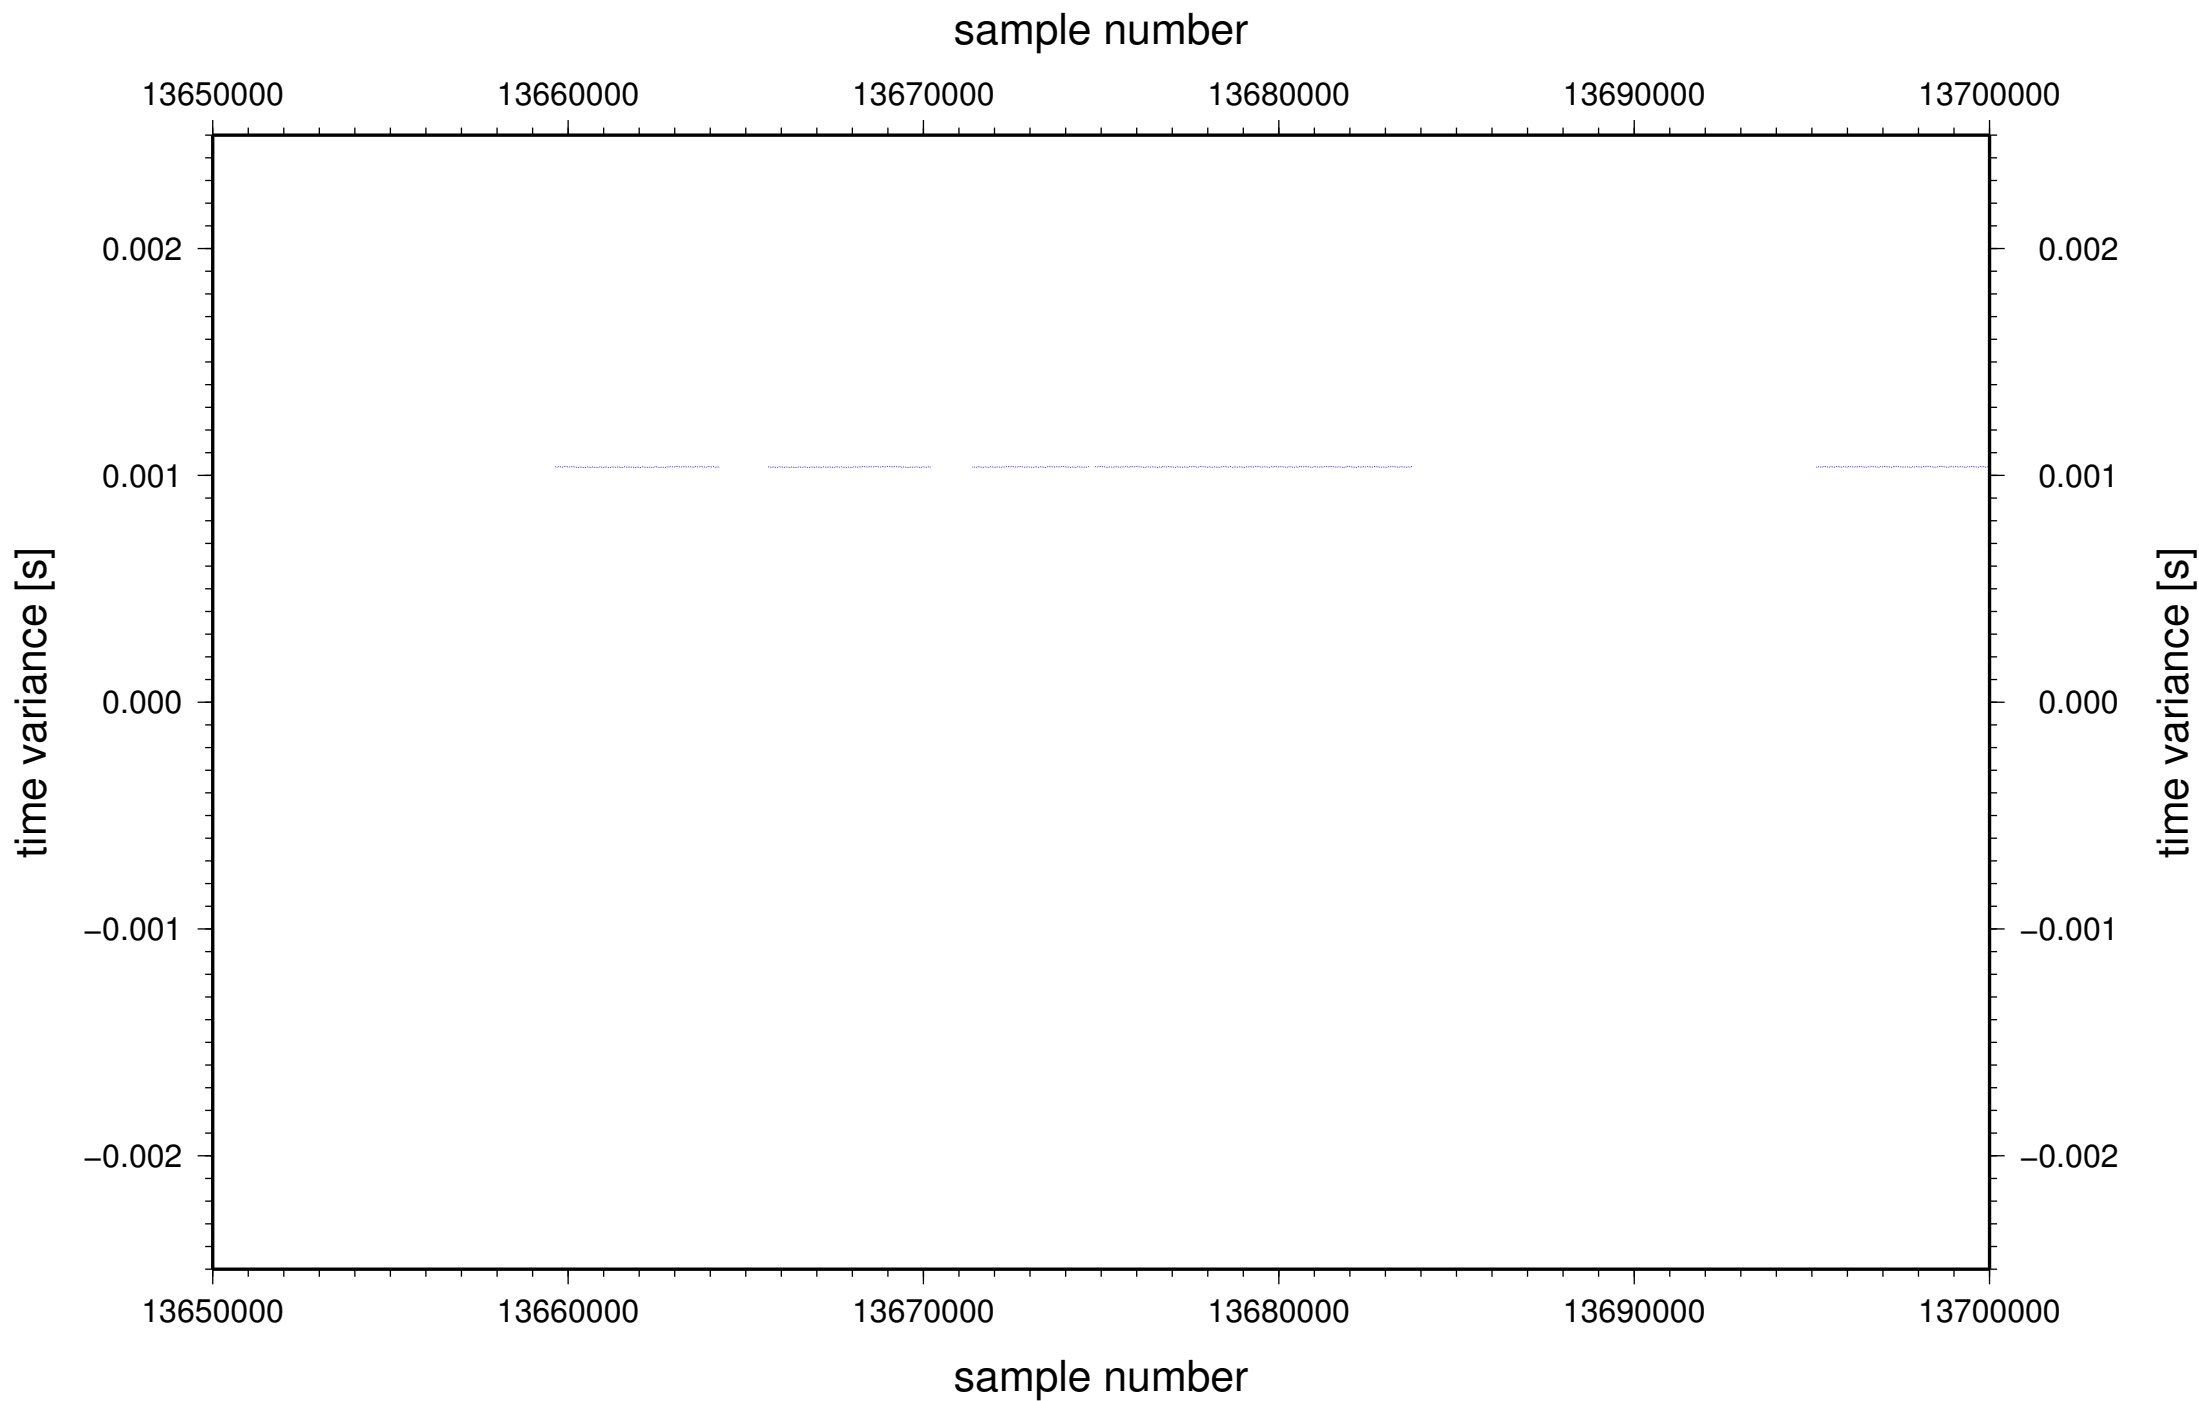 sample number
13650000 13660000 13670000 13680000 13690000 13700000
0.002 0.002
0.001 0.001
0.000 0.000
−0.001 −0.001
−0.002 −0.002
time variance [s]
time variance [s]
13650000 13660000 13670000 13680000 13690000 13700000
sample number